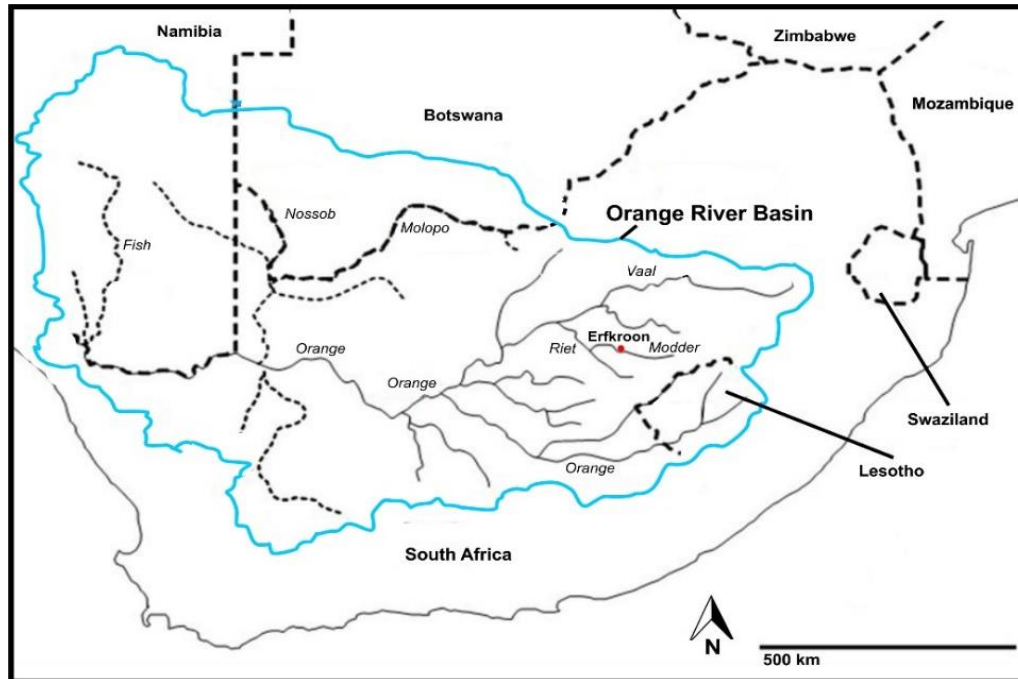 Namibia
Zimbabwe
Mozambique
Botswana
Orange River Basin
Nossob
Molopo
Fish
Vaal
Erfkroon
Orange
Riet
Modder
Orange
Swaziland
Orange
Lesotho
South Africa
N
500 km